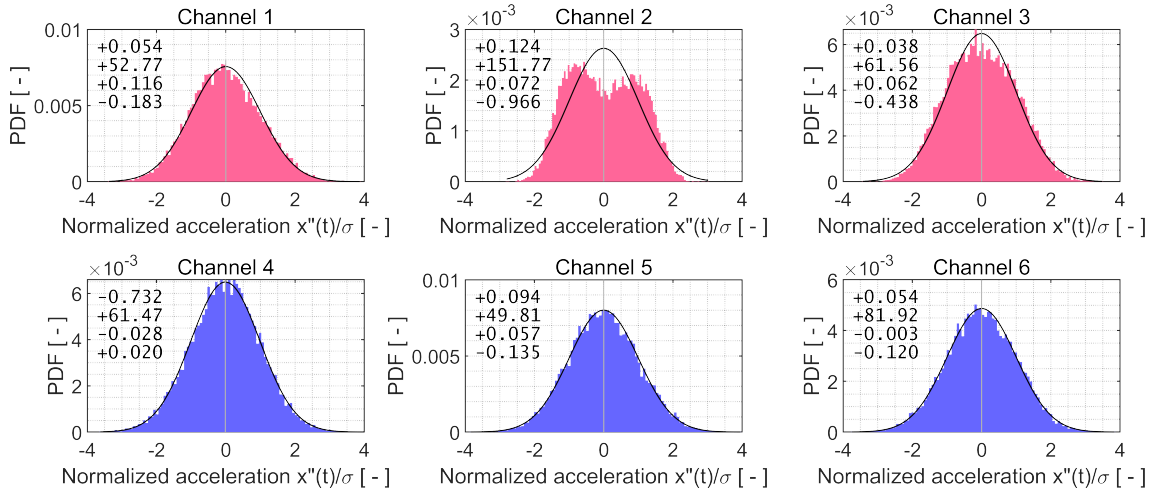 Channel 1
0.01
0.005
0
+0.054
+52.77
+0.116
-0.183
PDF [ - ]
-4 -2 0 2 4
Normalized acceleration x"(t)/σ [ - ]
Channel 2
×10⁻³
3
2
1
0
+0.124
+151.77
+0.072
-0.966
PDF [ - ]
-4 -2 0 2 4
Normalized acceleration x"(t)/σ [ - ]
Channel 3
×10⁻³
6
4
2
0
+0.038
+61.56
+0.062
-0.438
PDF [ - ]
-4 -2 0 2 4
Normalized acceleration x"(t)/σ [ - ]
Channel 4
×10⁻³
6
4
2
0
-0.732
+61.47
-0.028
+0.020
PDF [ - ]
-4 -2 0 2 4
Normalized acceleration x"(t)/σ [ - ]
Channel 5
0.01
0.005
0
+0.094
+49.81
+0.057
-0.135
PDF [ - ]
-4 -2 0 2 4
Normalized acceleration x"(t)/σ [ - ]
Channel 6
×10⁻³
6
4
2
0
+0.054
+81.92
-0.003
-0.120
PDF [ - ]
-4 -2 0 2 4
Normalized acceleration x"(t)/σ [ - ]